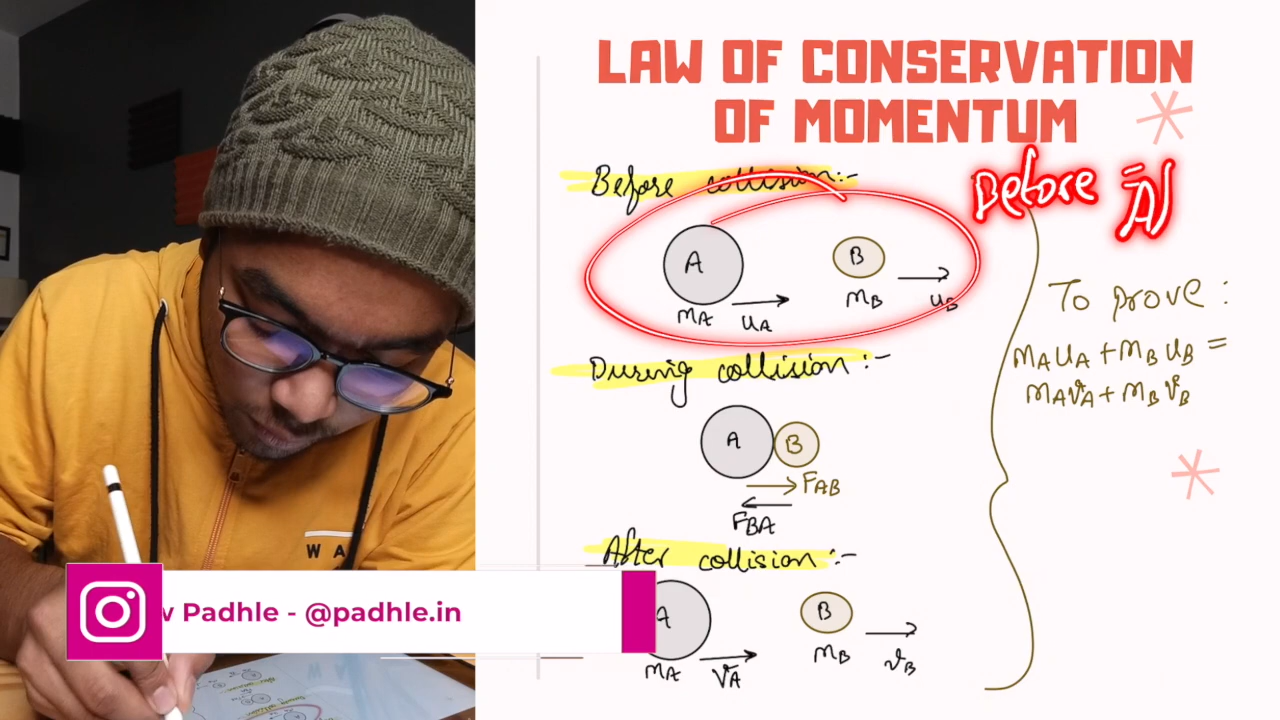 LAW OF CONSERVATION
OF MOMENTUM
Before collision:-
Before
A
B
mA
uA
mB
uB
To prove:
mAuA + mBuB =
mAvA + mBvB
During collision:-
A
B
FAB
FBA
After collision:-
A
B
mA
vA
mB
vB
WA
Padhle - @padhle.in